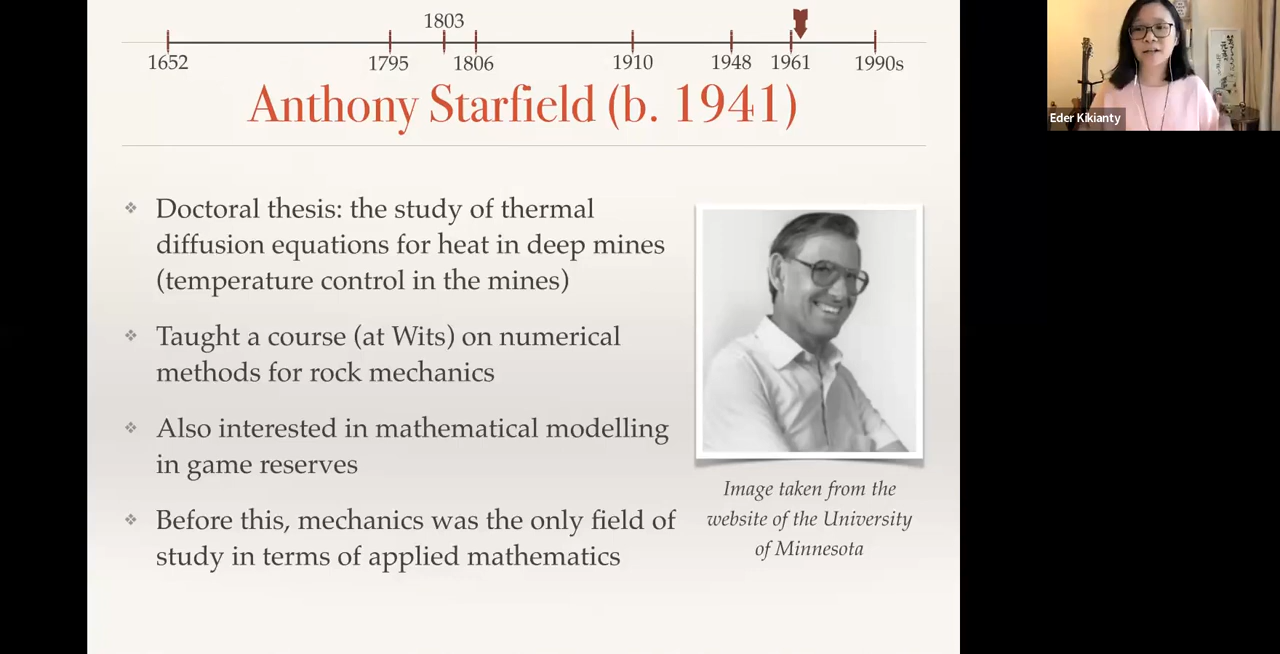 1803
1652 1795 1806 1910 1948 1961 1990s
Anthony Starfield (b. 1941)
❖ Doctoral thesis: the study of thermal
diffusion equations for heat in deep mines
(temperature control in the mines)
❖ Taught a course (at Wits) on numerical
methods for rock mechanics
❖ Also interested in mathematical modelling
in game reserves
❖ Before this, mechanics was the only field of
study in terms of applied mathematics
Image taken from the
website of the University
of Minnesota
Eder Kikianty